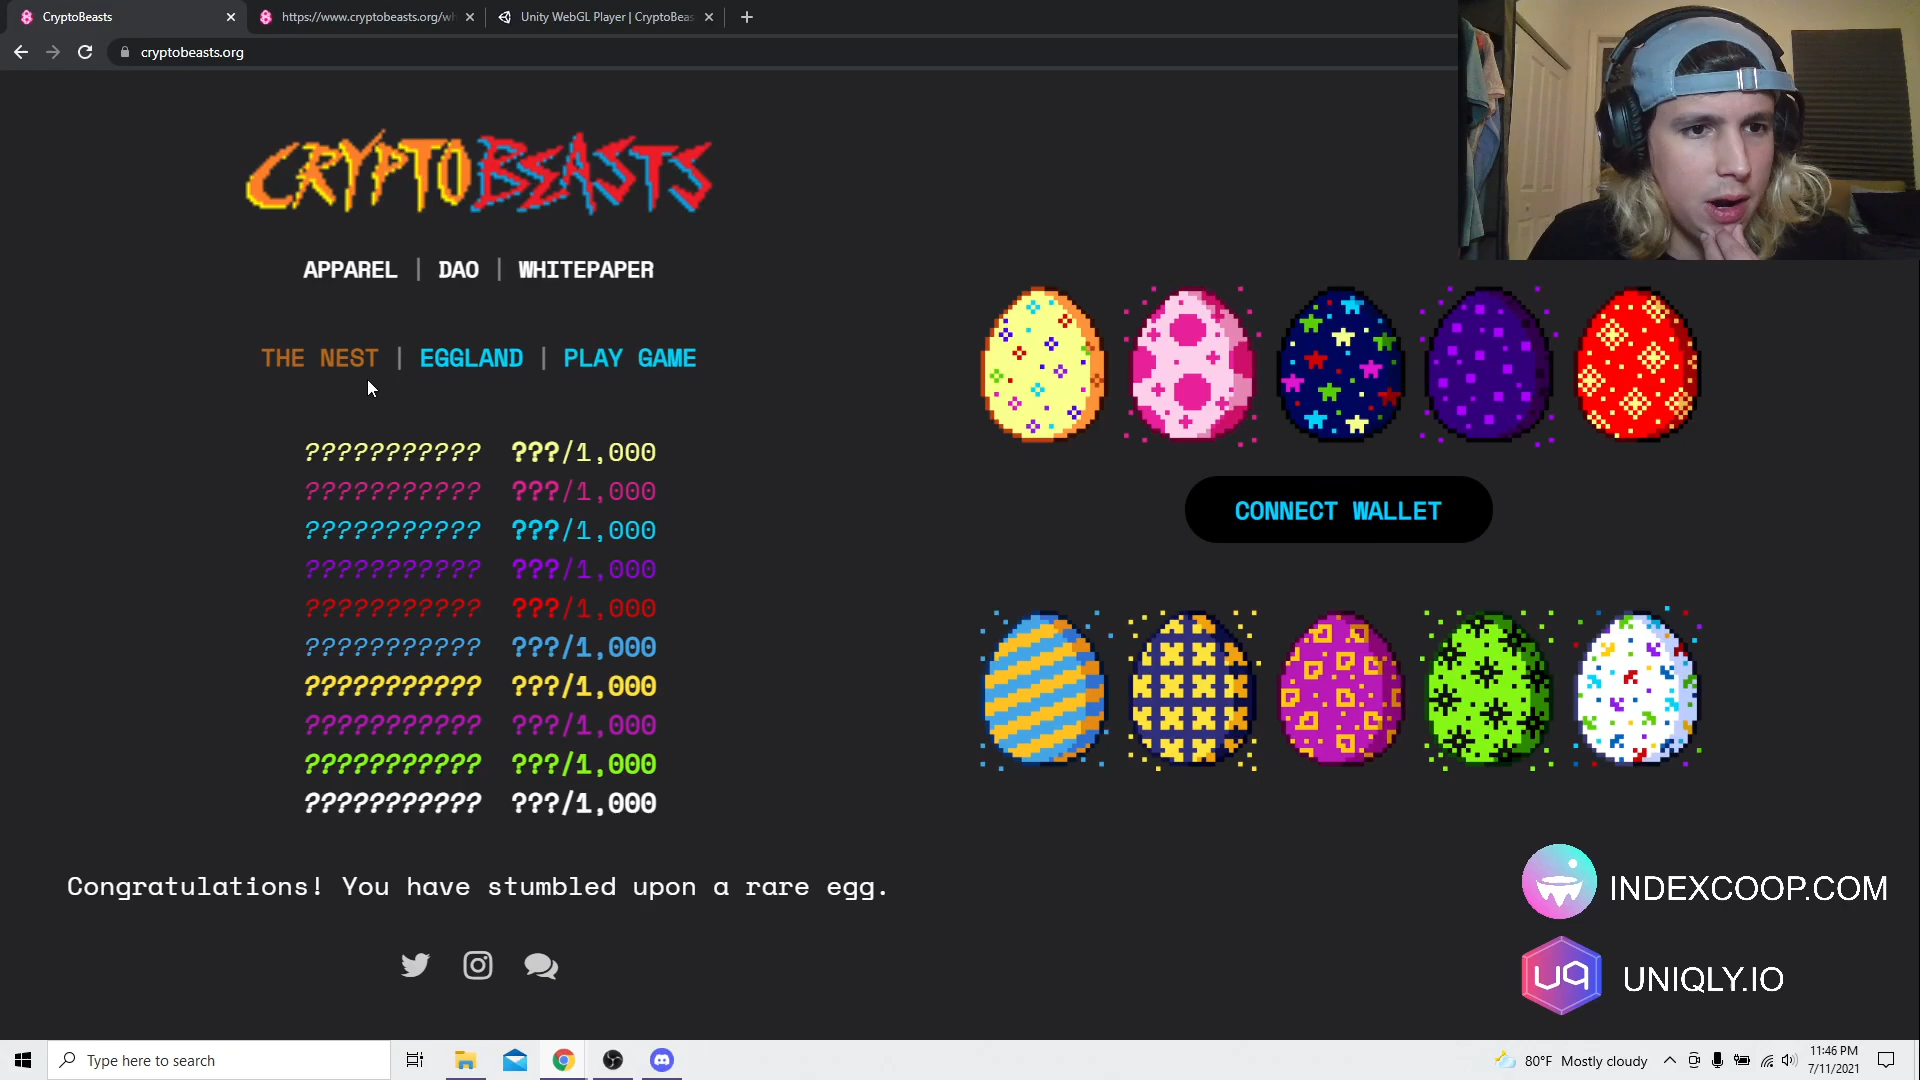 CryptoBeasts
https://www.cryptobeasts.org/wh
Unity WebGL Player | CryptoBeas
cryptobeasts.org
CRYPTOBEASTS
APPAREL | DAO | WHITEPAPER
THE NEST | EGGLAND | PLAY GAME
??????????? ???/1,000
??????????? ???/1,000
??????????? ???/1,000
??????????? ???/1,000
??????????? ???/1,000
??????????? ???/1,000
??????????? ???/1,000
??????????? ???/1,000
??????????? ???/1,000
??????????? ???/1,000
Congratulations! You have stumbled upon a rare egg.
CONNECT WALLET
INDEXCOOP.COM
UQ
UNIQLY.IO
Type here to search
80°F Mostly cloudy
11:46 PM
7/11/2021